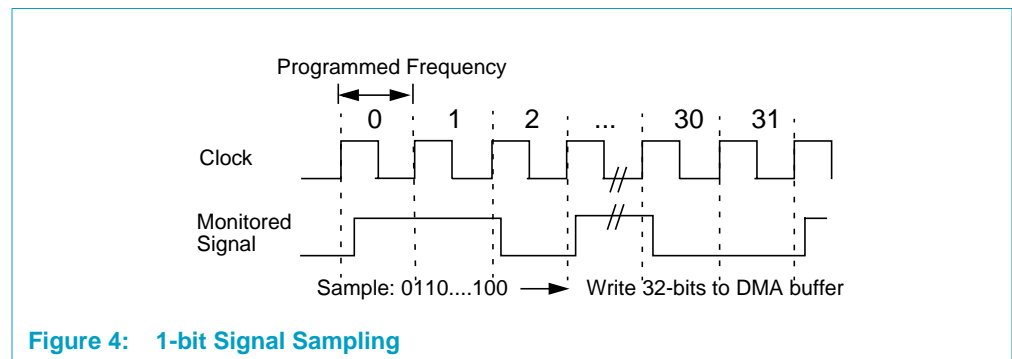 Programmed Frequency
0 1 2 ... 30 31
Clock
Monitored
Signal
Sample: 0110....100 Write 32-bits to DMA buffer
Figure 4: 1-bit Signal Sampling